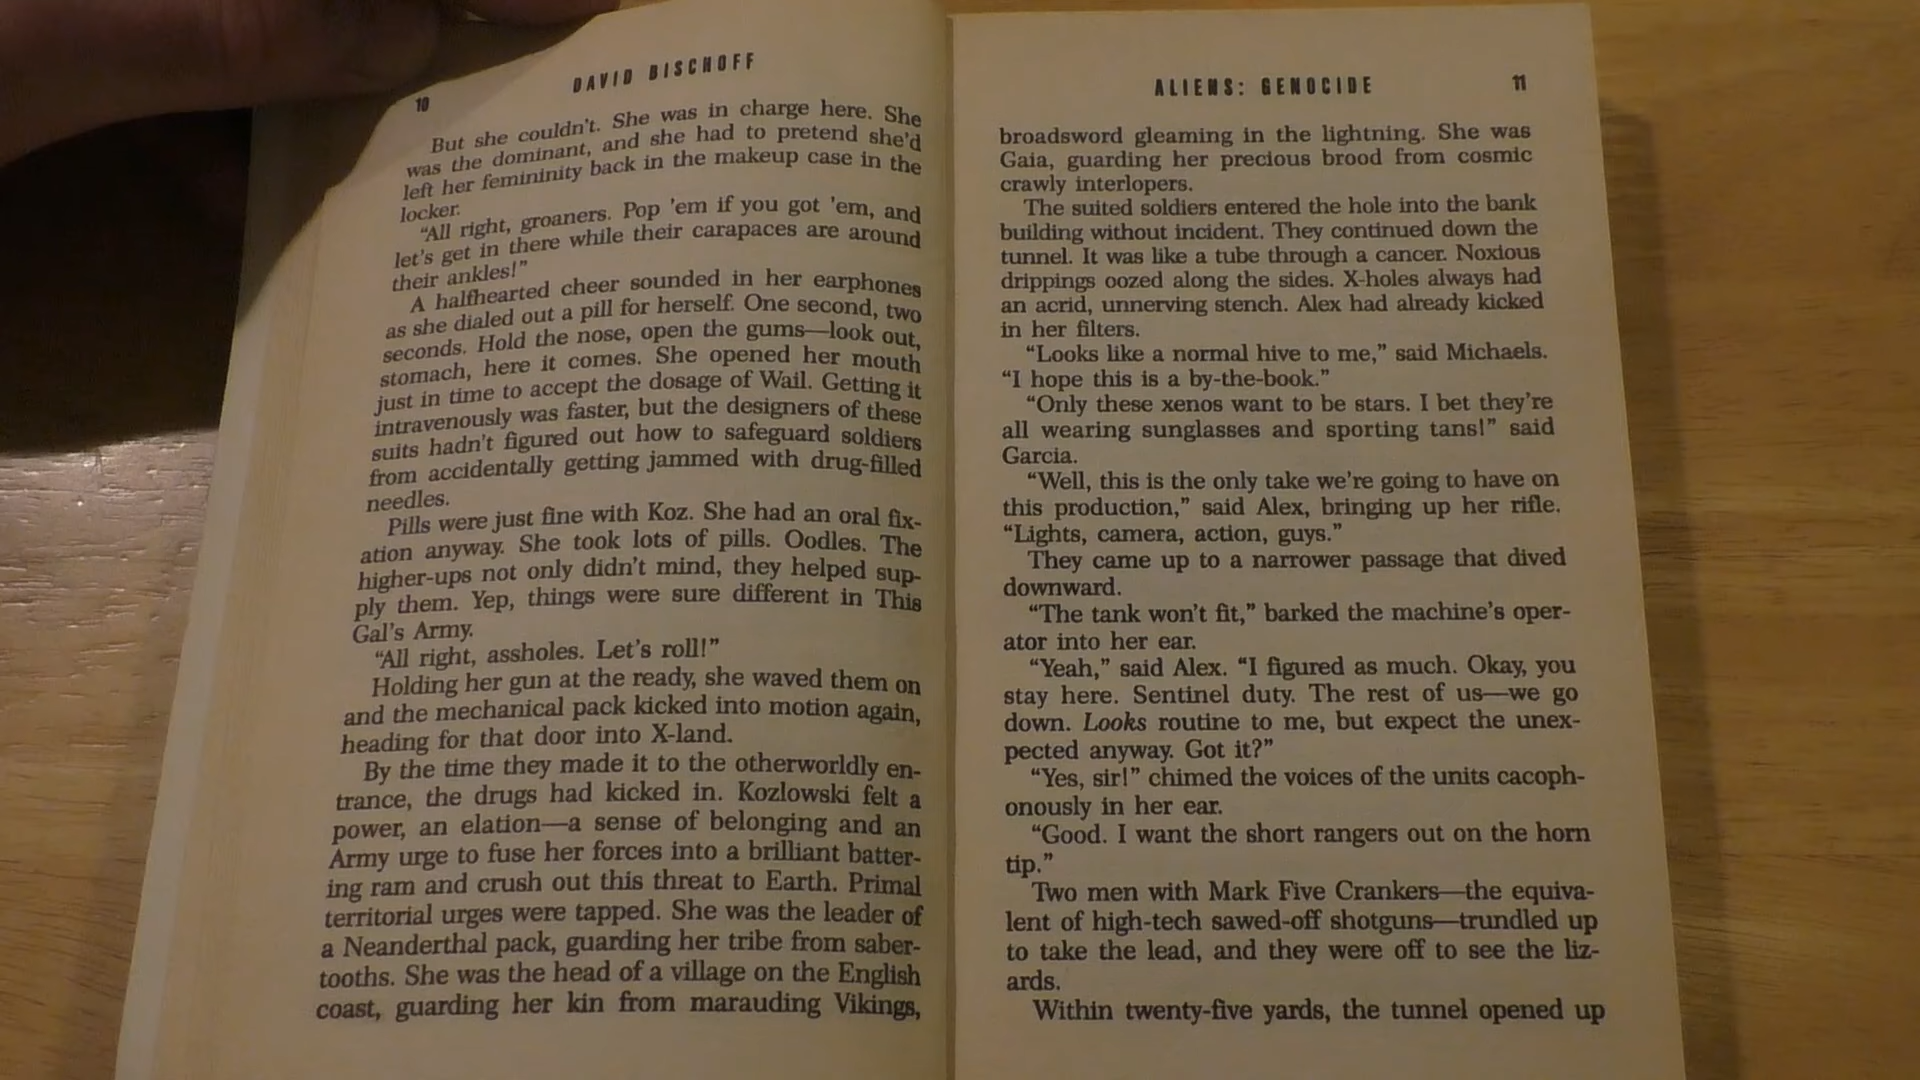 10
DAVID BISCHOFF
But she couldn't. She was in charge here. She
was the dominant, and she had to pretend she'd
left her femininity back in the makeup case in the
locker.
“All right, groaners. Pop 'em if you got 'em, and
let's get in there while their carapaces are around
their ankles!”
A halfhearted cheer sounded in her earphones
as she dialed out a pill for herself. One second, two
seconds. Hold the nose, open the gums—look out,
stomach, here it comes. She opened her mouth
just in time to accept the dosage of Wail. Getting it
intravenously was faster, but the designers of these
suits hadn't figured out how to safeguard soldiers
from accidentally getting jammed with drug-filled
needles.
Pills were just fine with Koz. She had an oral fix-
ation anyway. She took lots of pills. Oodles. The
higher-ups not only didn't mind, they helped sup-
ply them. Yep, things were sure different in This
Gal's Army.
“All right, assholes. Let's roll!”
Holding her gun at the ready, she waved them on
and the mechanical pack kicked into motion again,
heading for that door into X-land.
By the time they made it to the otherworldly en-
trance, the drugs had kicked in. Kozlowski felt a
power, an elation—a sense of belonging and an
Army urge to fuse her forces into a brilliant batter-
ing ram and crush out this threat to Earth. Primal
territorial urges were tapped. She was the leader of
a Neanderthal pack, guarding her tribe from saber-
tooths. She was the head of a village on the English
coast, guarding her kin from marauding Vikings,
ALIENS: GENOCIDE
11
broadsword gleaming in the lightning. She was
Gaia, guarding her precious brood from cosmic
crawly interlopers.
The suited soldiers entered the hole into the bank
building without incident. They continued down the
tunnel. It was like a tube through a cancer. Noxious
drippings oozed along the sides. X-holes always had
an acrid, unnerving stench. Alex had already kicked
in her filters.
“Looks like a normal hive to me,” said Michaels.
“I hope this is a by-the-book.”
“Only these xenos want to be stars. I bet they're
all wearing sunglasses and sporting tans!” said
Garcia.
“Well, this is the only take we're going to have on
this production,” said Alex, bringing up her rifle.
“Lights, camera, action, guys.”
They came up to a narrower passage that dived
downward.
“The tank won't fit,” barked the machine's oper-
ator into her ear.
“Yeah,” said Alex. “I figured as much. Okay, you
stay here. Sentinel duty. The rest of us—we go
down. Looks routine to me, but expect the unex-
pected anyway. Got it?”
“Yes, sir!” chimed the voices of the units cacoph-
onously in her ear.
“Good. I want the short rangers out on the horn
tip.”
Two men with Mark Five Crankers—the equiva-
lent of high-tech sawed-off shotguns—trundled up
to take the lead, and they were off to see the liz-
ards.
Within twenty-five yards, the tunnel opened up